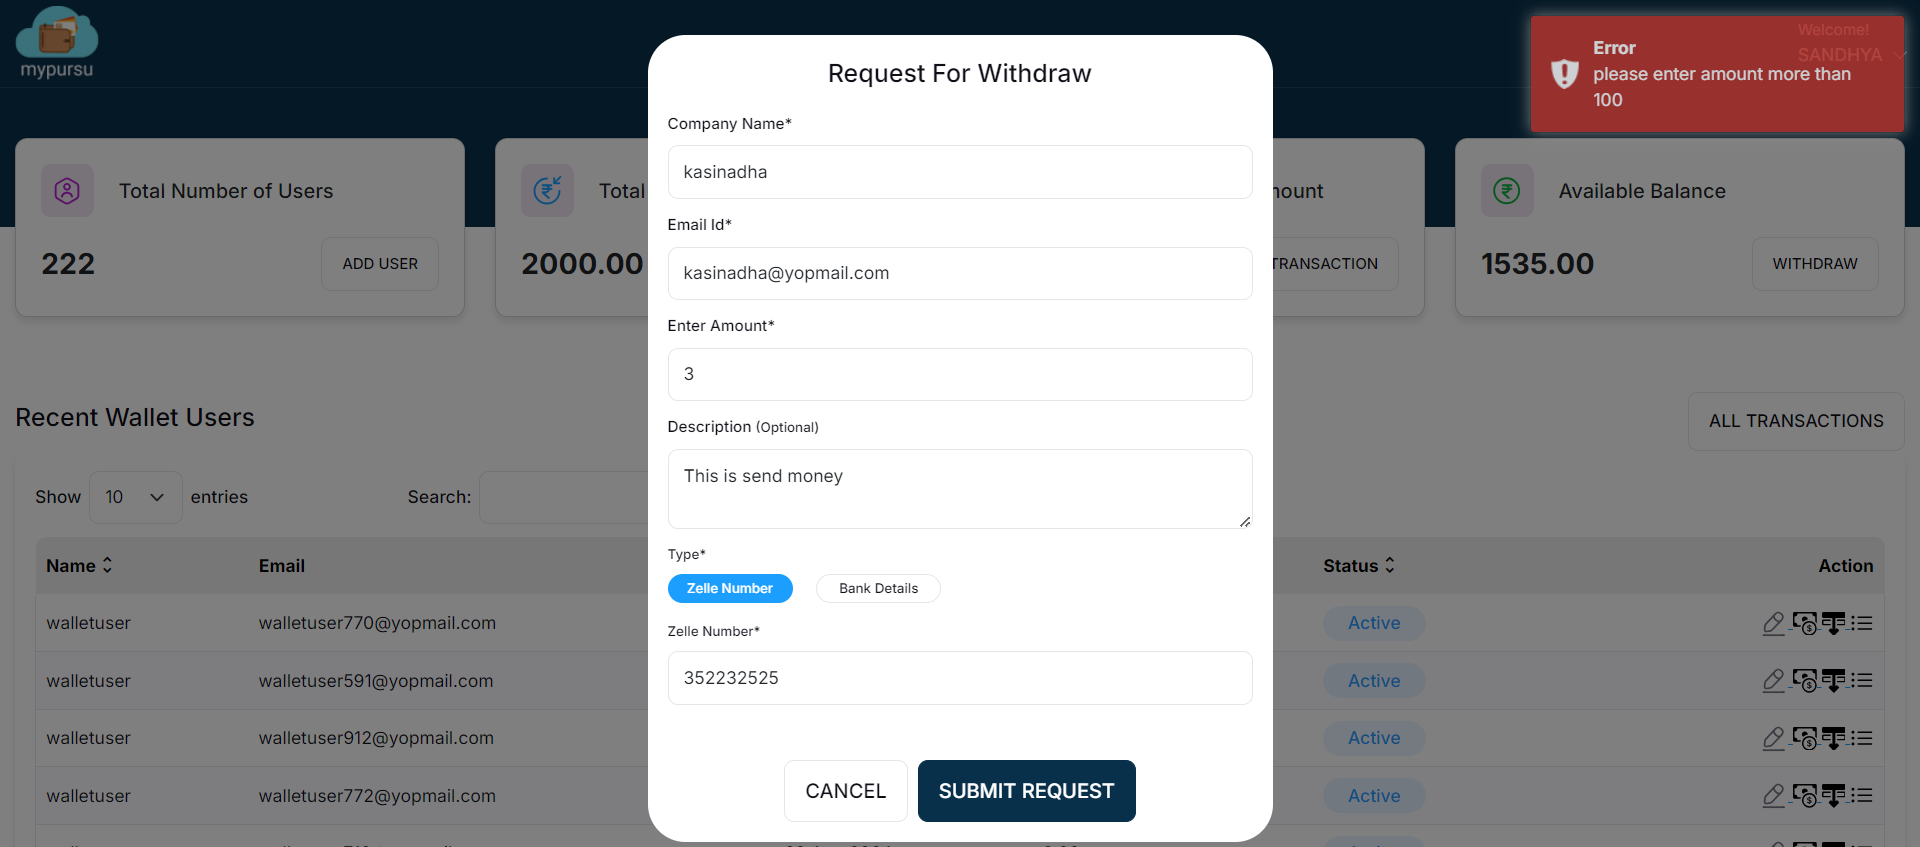 mypursu
Welcome!
SANDHYA
Error
please enter amount more than
100
Total Number of Users
222
ADD USER
Total
2000.00
TRANSACTION
Available Balance
1535.00
WITHDRAW
Request For Withdraw
Company Name*
kasinadha
Email Id*
kasinadha@yopmail.com
Enter Amount*
3
Description (Optional)
This is send money
Type*
Zelle Number
Bank Details
Zelle Number*
352232525
CANCEL
SUBMIT REQUEST
Recent Wallet Users
ALL TRANSACTIONS
Show 10 entries
Search:
Name Email Status Action
walletuser walletuser770@yopmail.com Active
walletuser walletuser591@yopmail.com Active
walletuser walletuser912@yopmail.com Active
walletuser walletuser772@yopmail.com Active